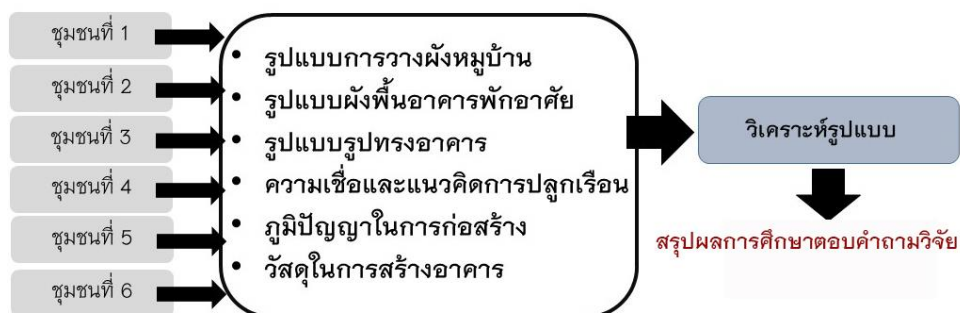 ชุมชนที่ 1
ชุมชนที่ 2
ชุมชนที่ 3
ชุมชนที่ 4
ชุมชนที่ 5
ชุมชนที่ 6
• รูปแบบการวางผังหมู่บ้าน
• รูปแบบผังพื้นอาคารพักอาศัย
• รูปแบบรูปทรงอาคาร
• ความเชื่อและแนวคิดการปลูกเรือน
• ภูมิปัญญาในการก่อสร้าง
• วัสดุในการสร้างอาคาร
วิเคราะห์รูปแบบ
สรุปผลการศึกษาตอบคำถามวิจัย